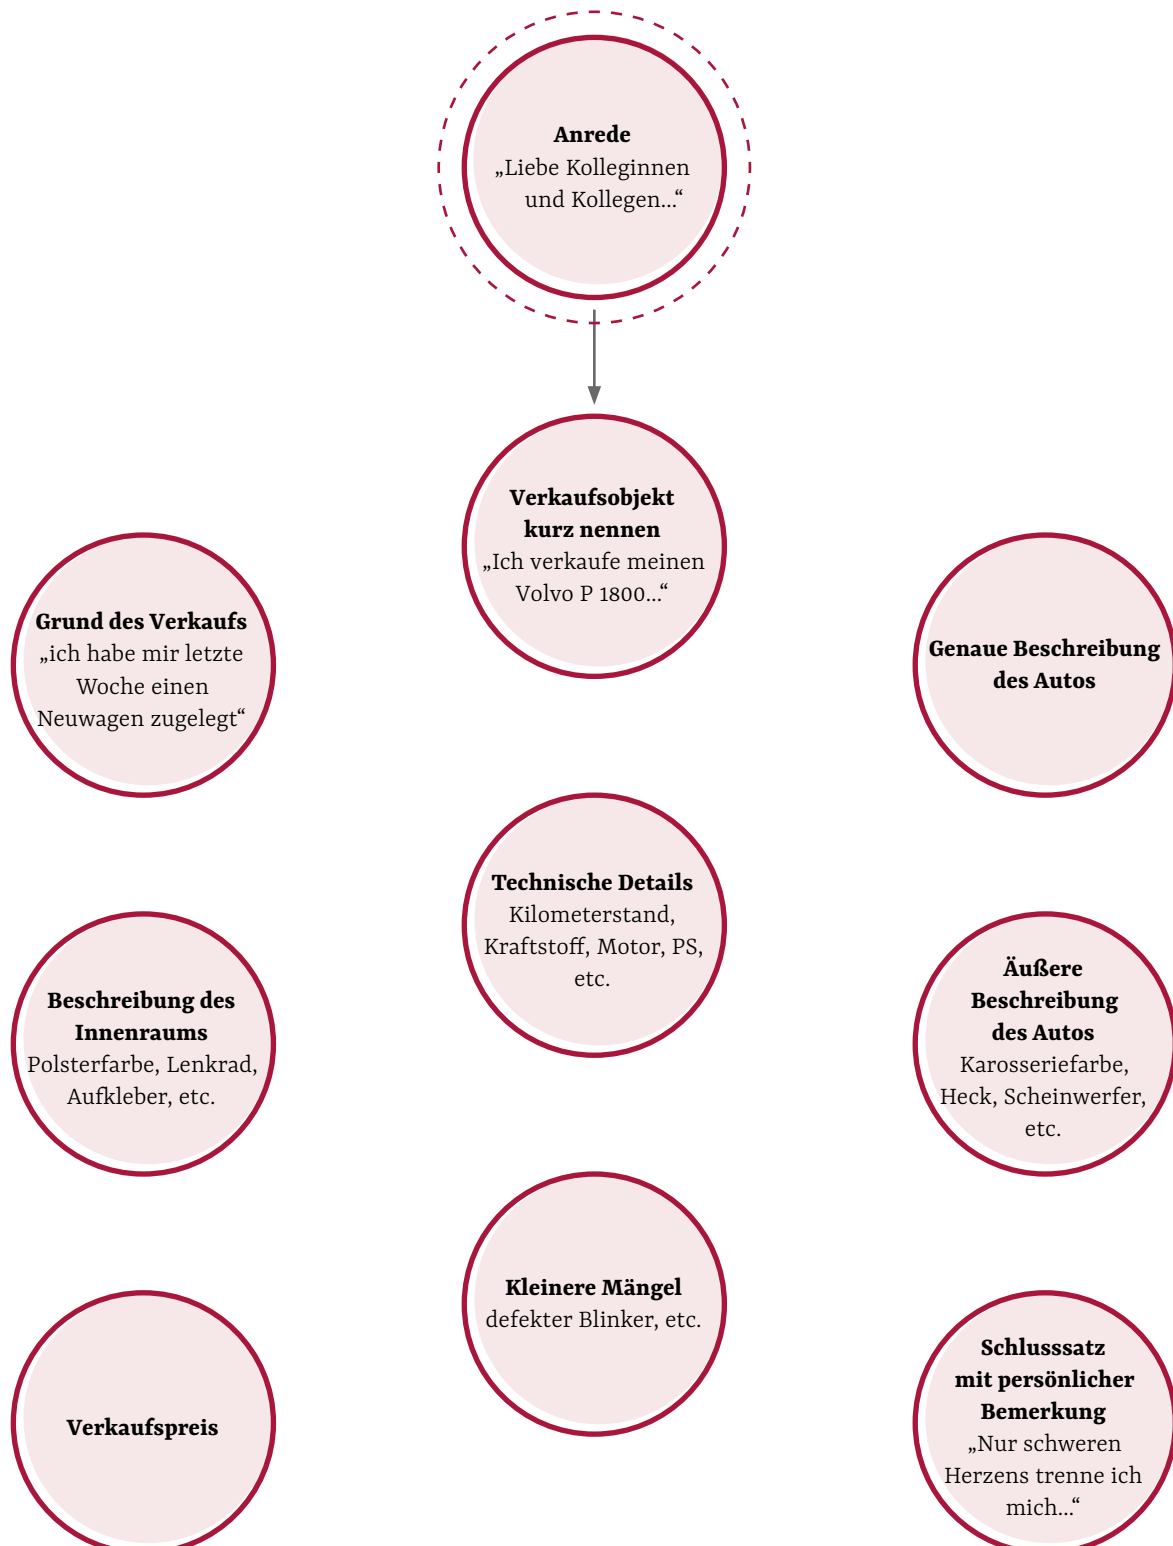 Anrede
„Liebe Kolleginnen
und Kollegen...“
Verkaufsobjekt
kurz nennen
„Ich verkaufe meinen
Volvo P 1800...“
Grund des Verkaufs
„ich habe mir letzte
Woche einen
Neuwagen zugelegt“
Genaue Beschreibung
des Autos
Technische Details
Kilometerstand,
Kraftstoff, Motor, PS,
etc.
Beschreibung des
Innenraums
Polsterfarbe, Lenkrad,
Aufkleber, etc.
Äußere
Beschreibung
des Autos
Karosseriefarbe,
Heck, Scheinwerfer,
etc.
Kleinere Mängel
defekter Blinker, etc.
Verkaufspreis
Schlusssatz
mit persönlicher
Bemerkung
„Nur schweren
Herzens trenne ich
mich...“